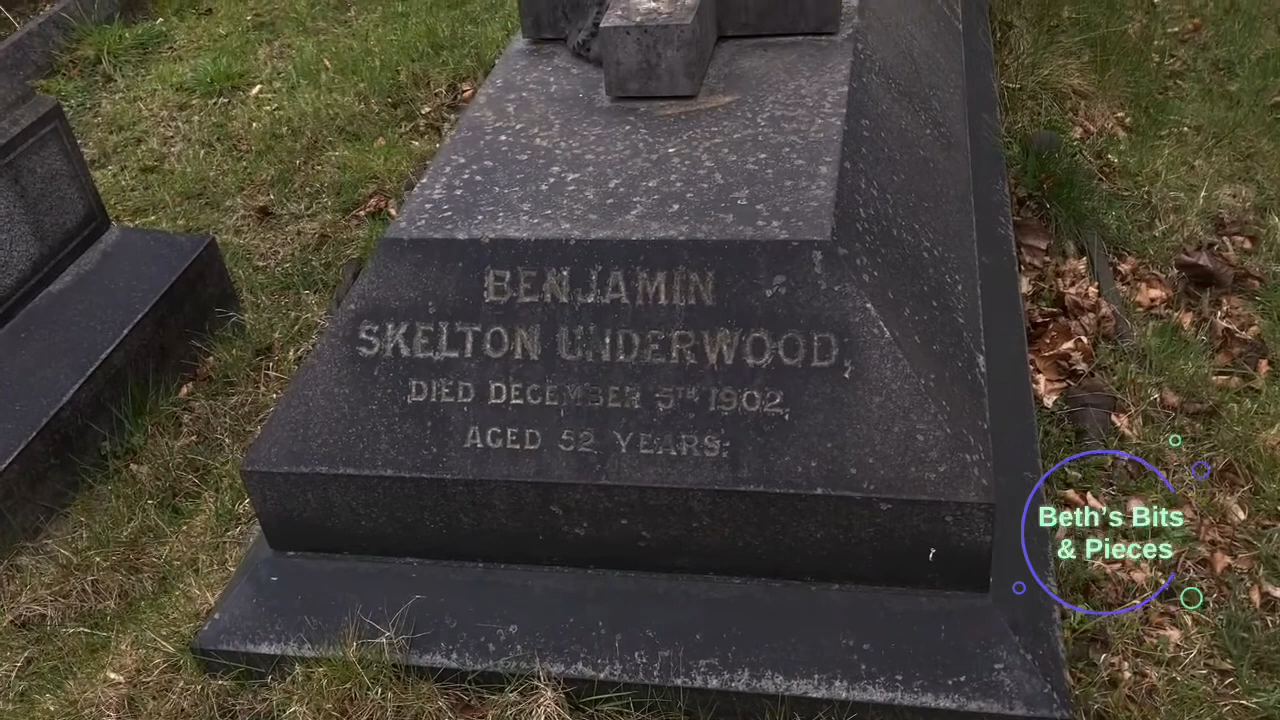 BENJAMIN
SKELTON UNDERWOOD,
DIED DECEMBER 5TH 1902,
AGED 52 YEARS.
Beth's Bits
& Pieces